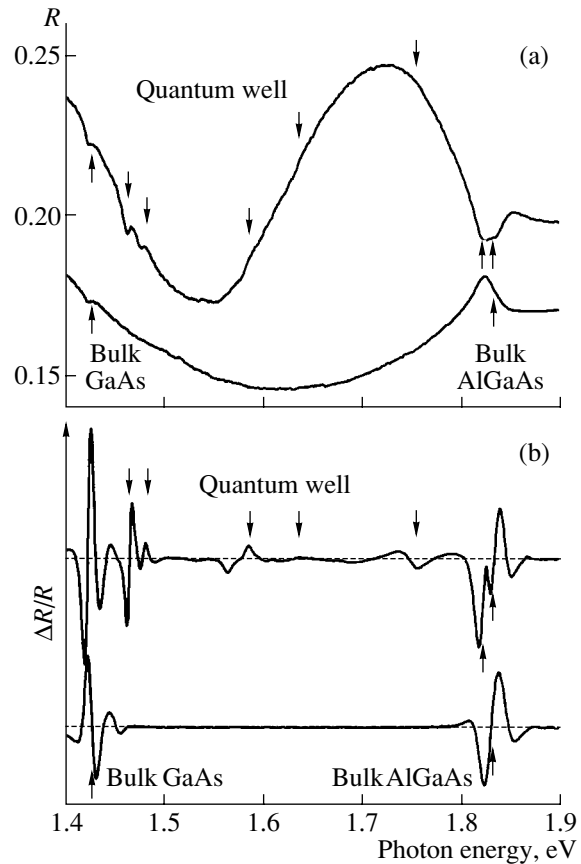 R
(a)
0.25
Quantum well
0.20
Bulk
GaAs
Bulk
AlGaAs
0.15
(b)
Quantum well
ΔR/R
Bulk GaAs
Bulk AlGaAs
1.4 1.5 1.6 1.7 1.8 1.9
Photon energy, eV